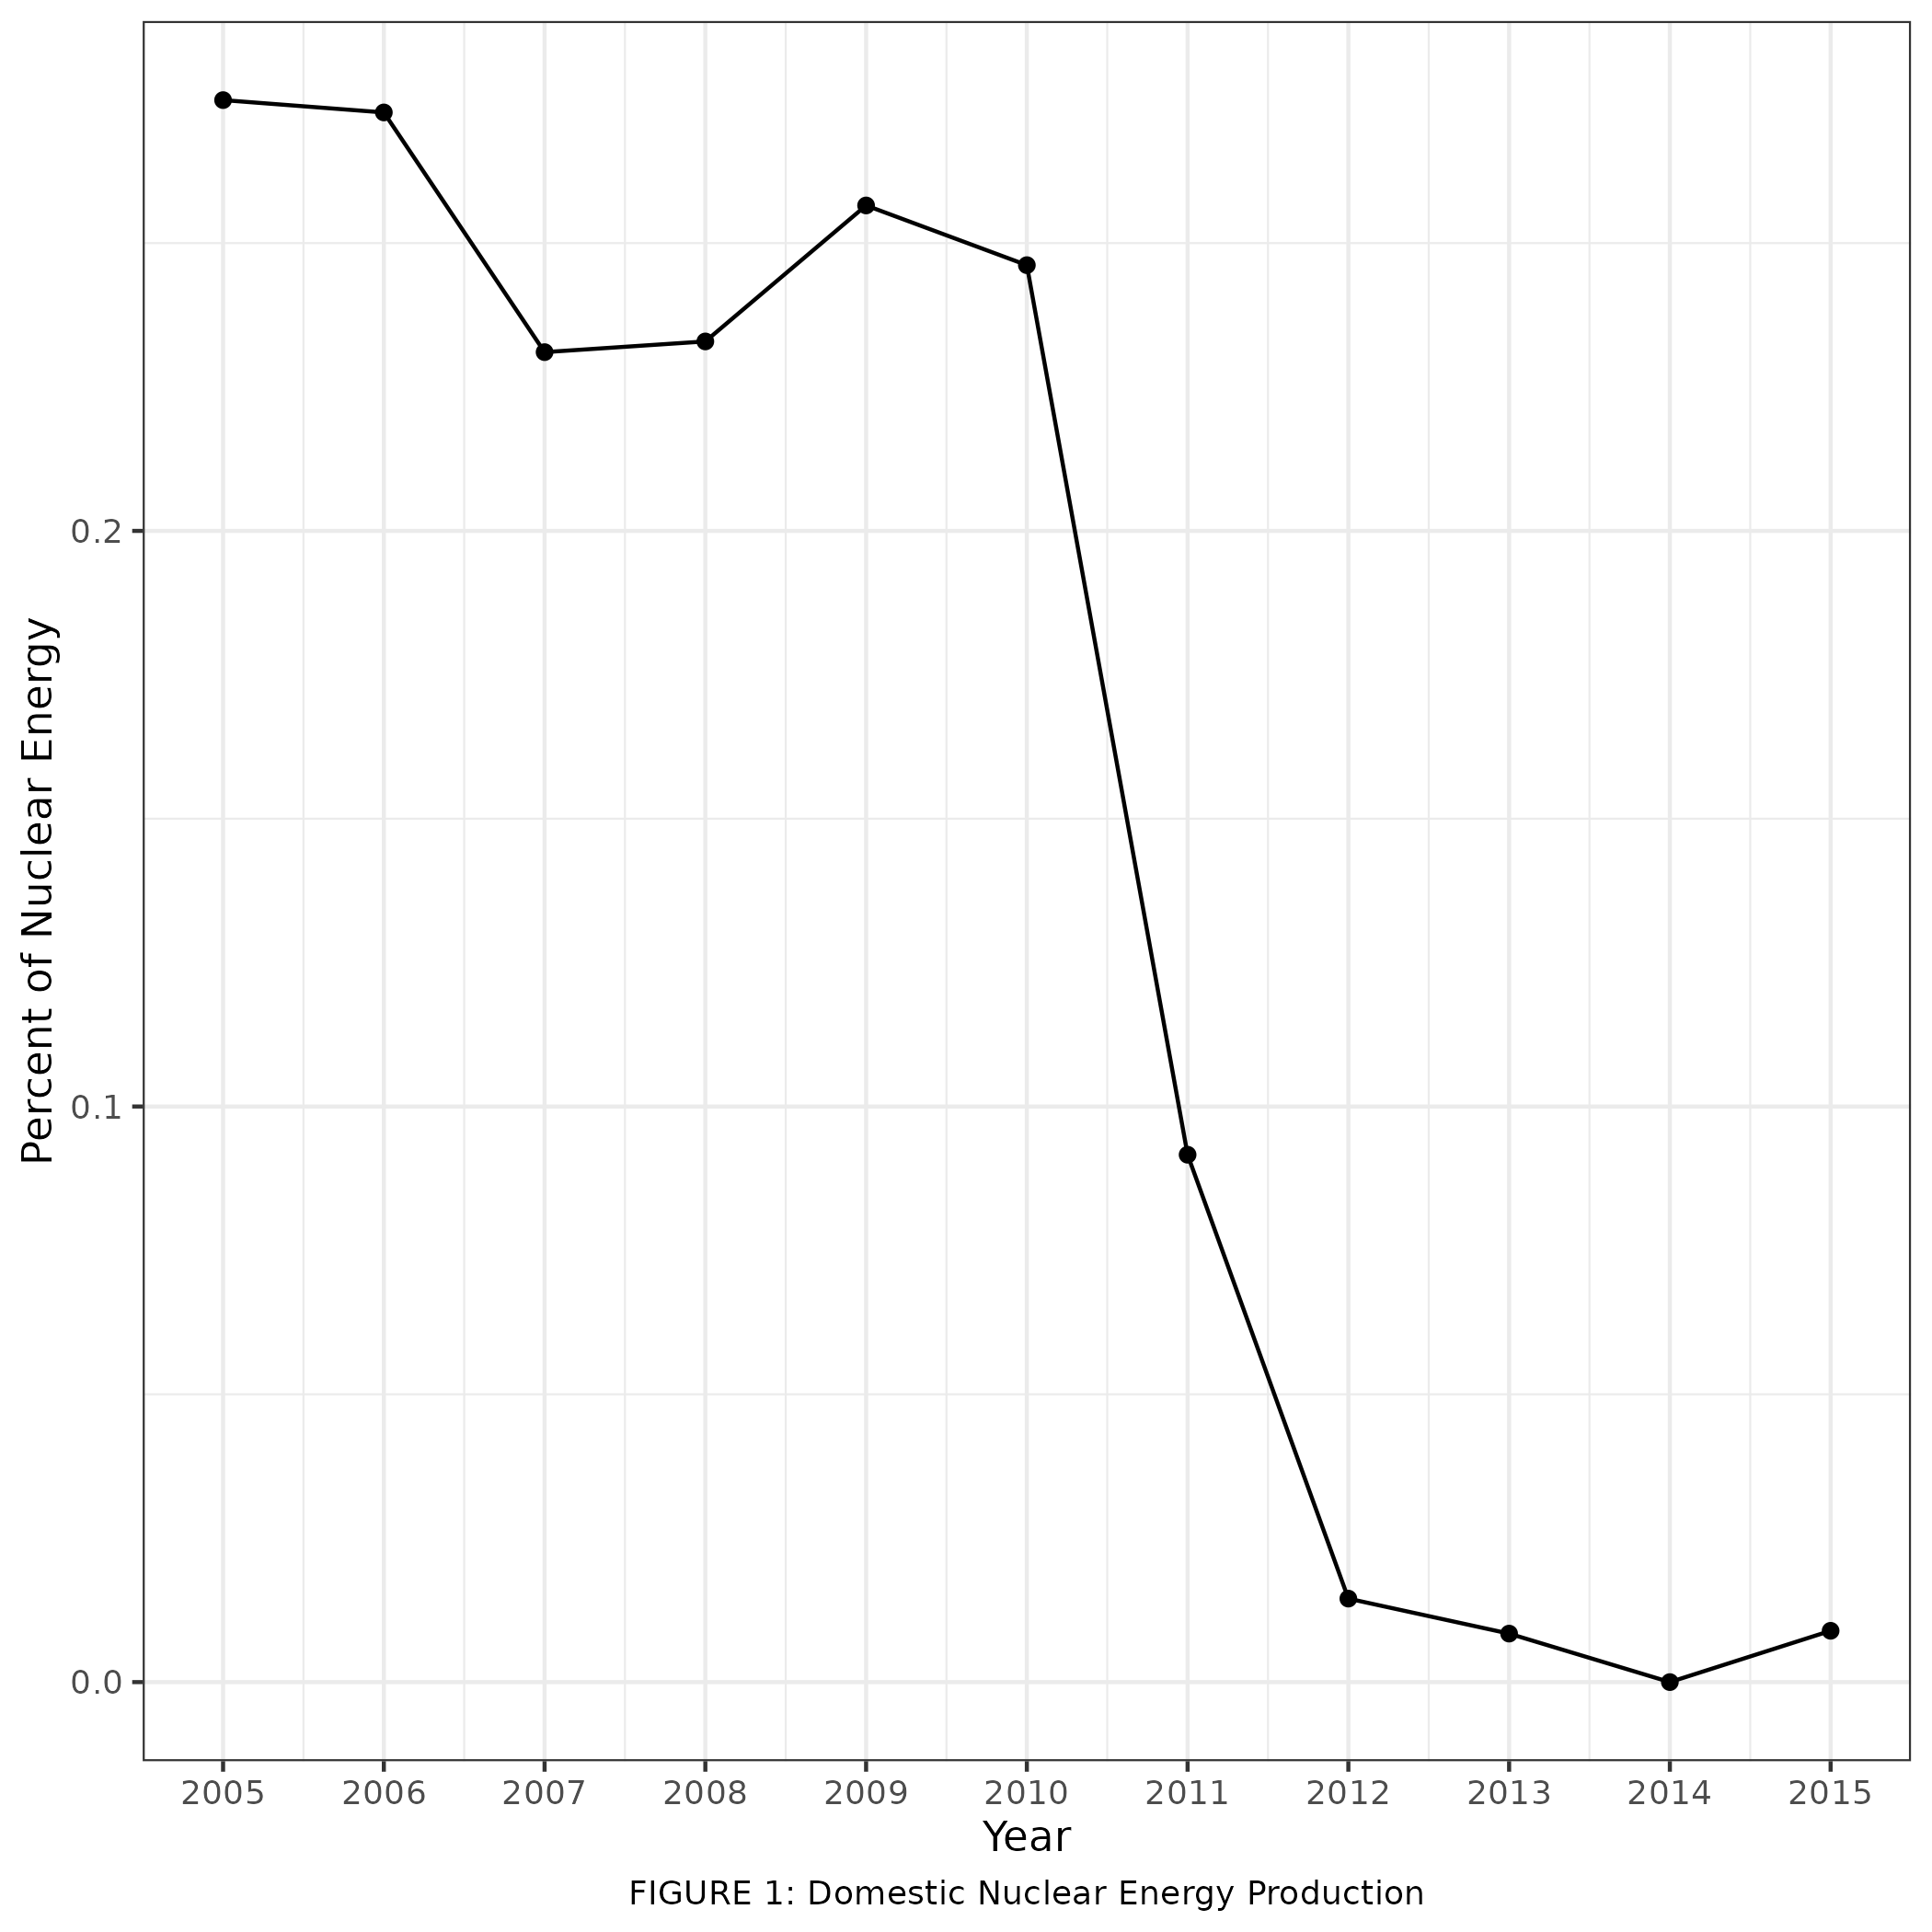 Percent of Nuclear Energy
0.2
0.1
0.0
2005 2006 2007 2008 2009 2010 2011 2012 2013 2014 2015
Year
FIGURE 1: Domestic Nuclear Energy Production